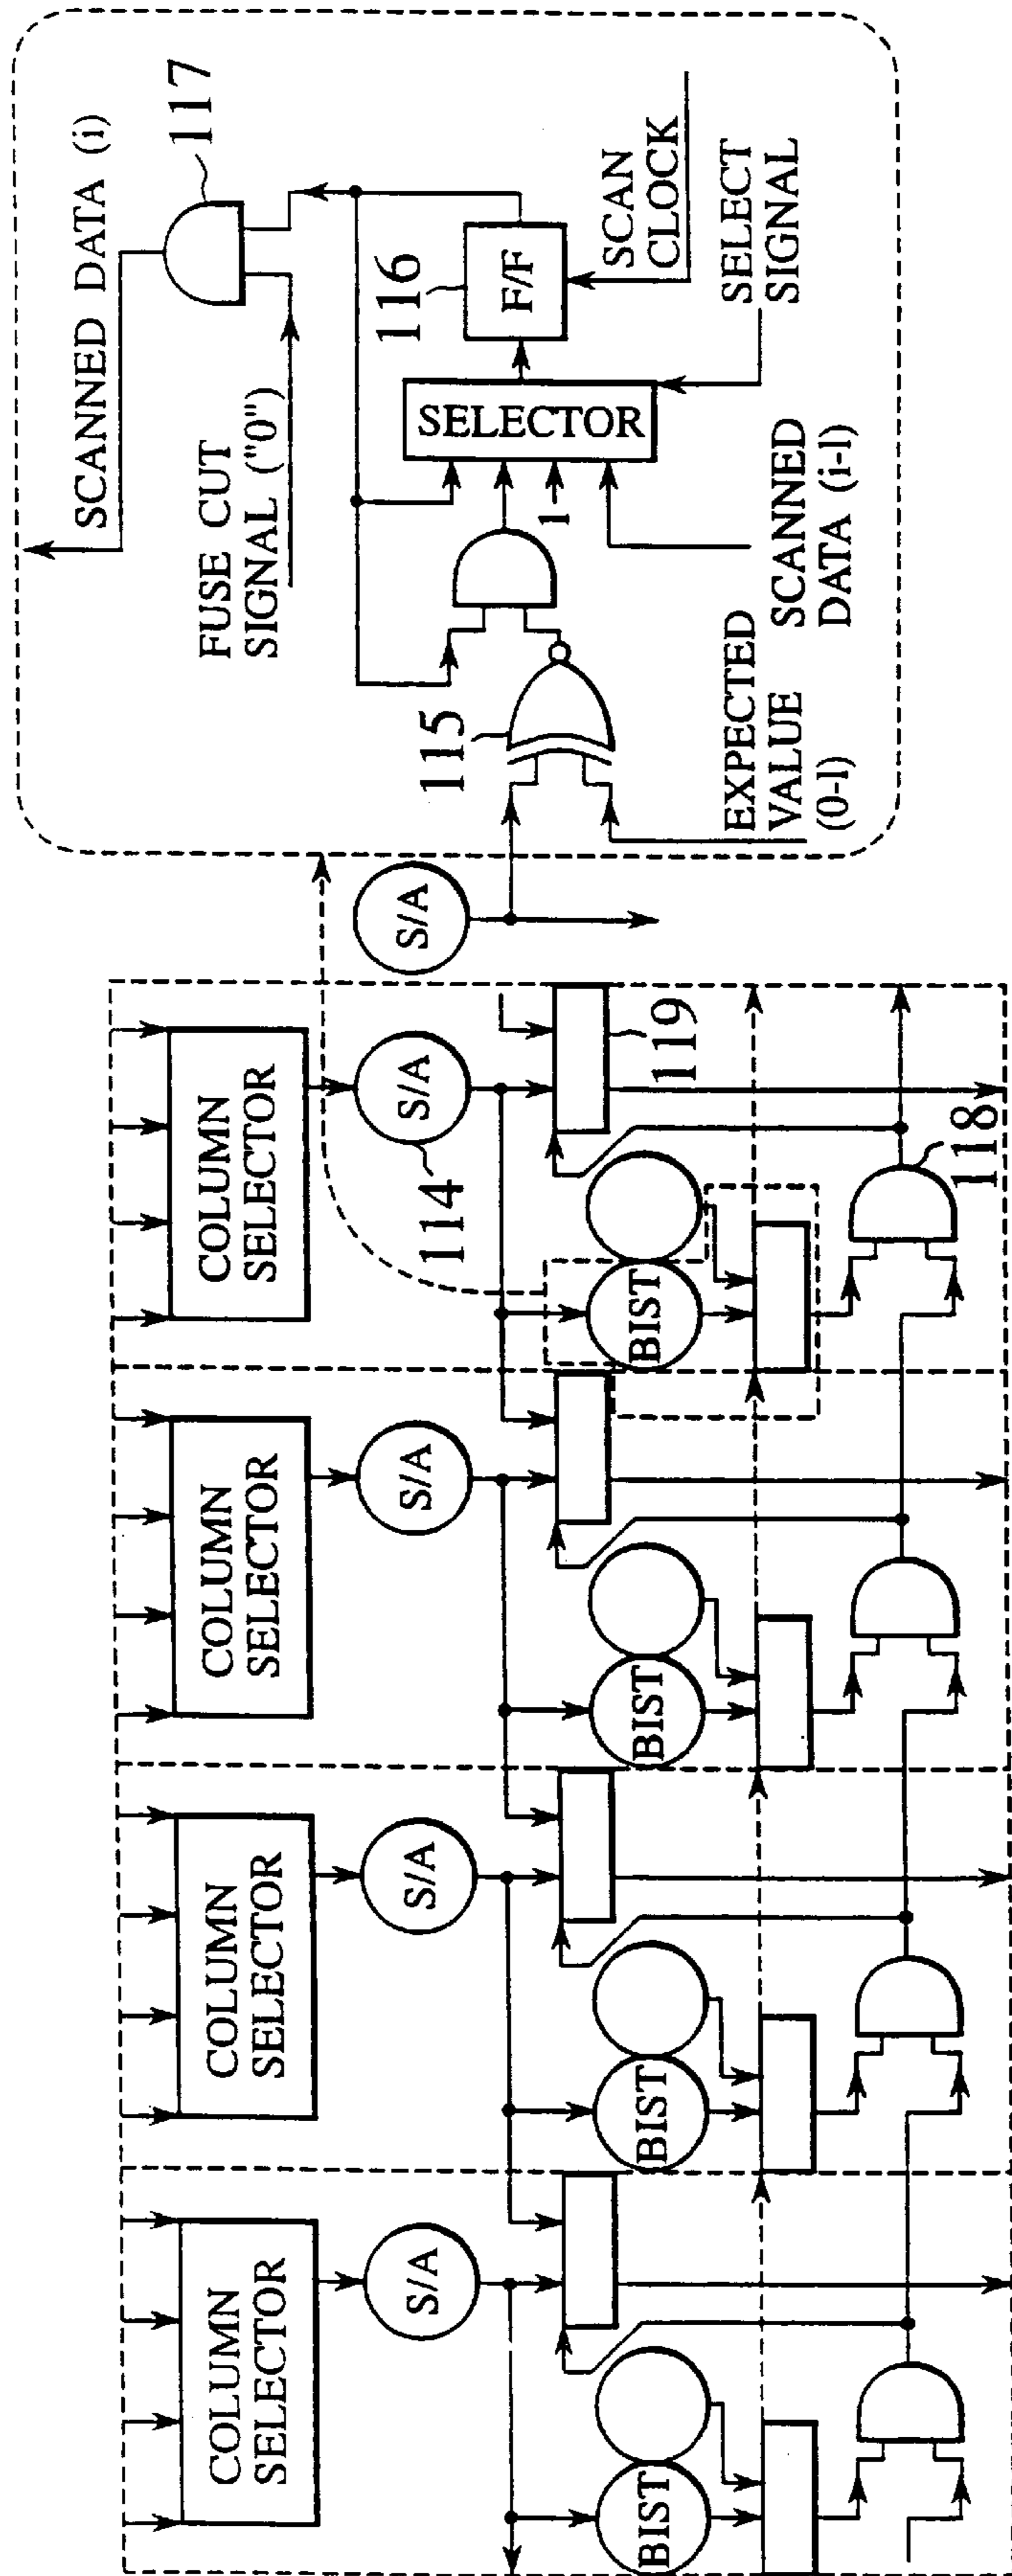 COLUMN
SELECTOR
COLUMN
SELECTOR
COLUMN
SELECTOR
COLUMN
SELECTOR
S/A
S/A
S/A
S/A
114
BIST
BIST
BIST
BIST
119
118
S/A
SCANNED DATA (i)
117
FUSE CUT
SIGNAL ("0")
115
116
F/F
SELECTOR
1
SCAN
CLOCK
SELECT
SIGNAL
EXPECTED
VALUE
(0-1)
SCANNED
DATA (i-1)